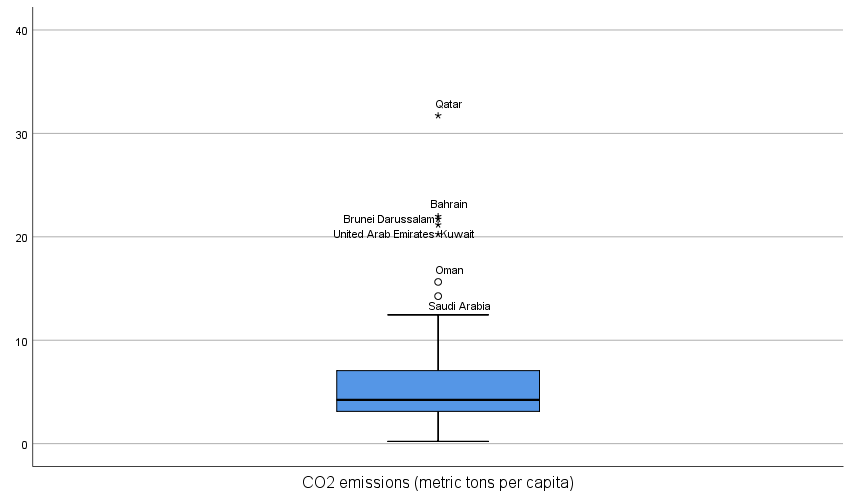 40
Qatar
30
Bahrain
Brunei Darussalam
United Arab Emirates Kuwait
20
Oman
Saudi Arabia
10
0
CO2 emissions (metric tons per capita)